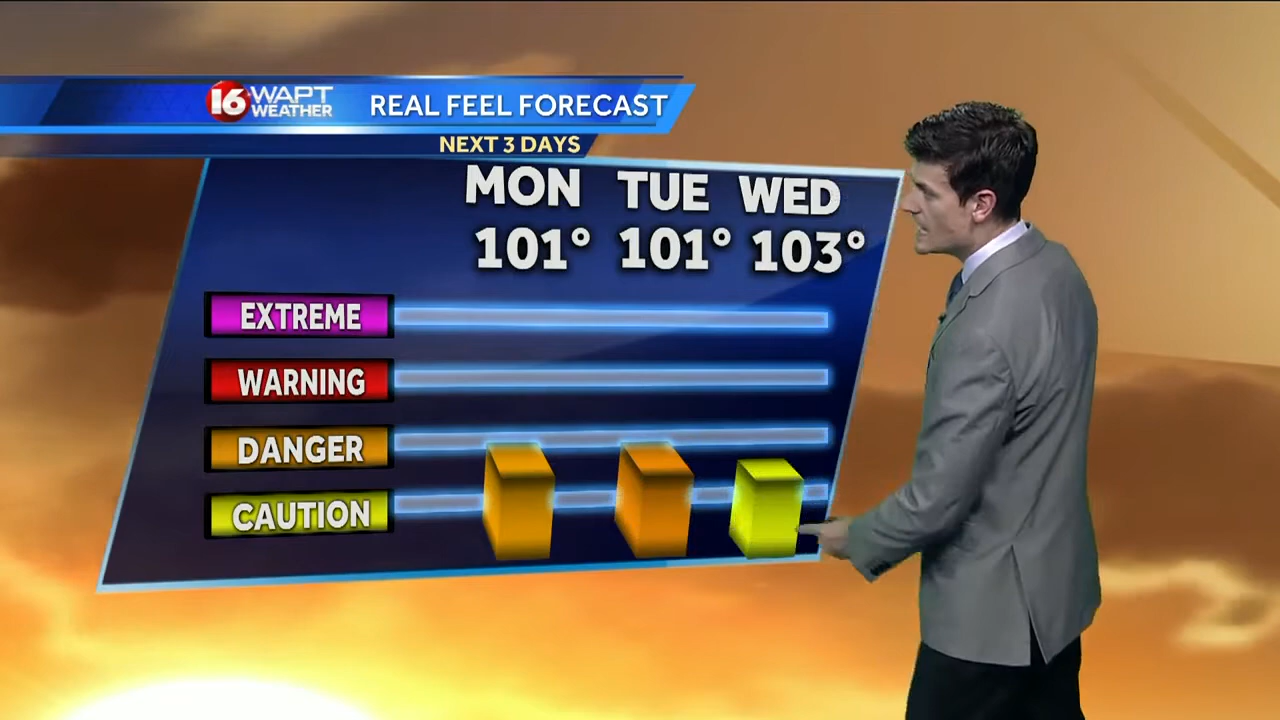 16 WAPT WEATHER REAL FEEL FORECAST
NEXT 3 DAYS
MON TUE WED
101° 101° 103°
EXTREME
WARNING
DANGER
CAUTION